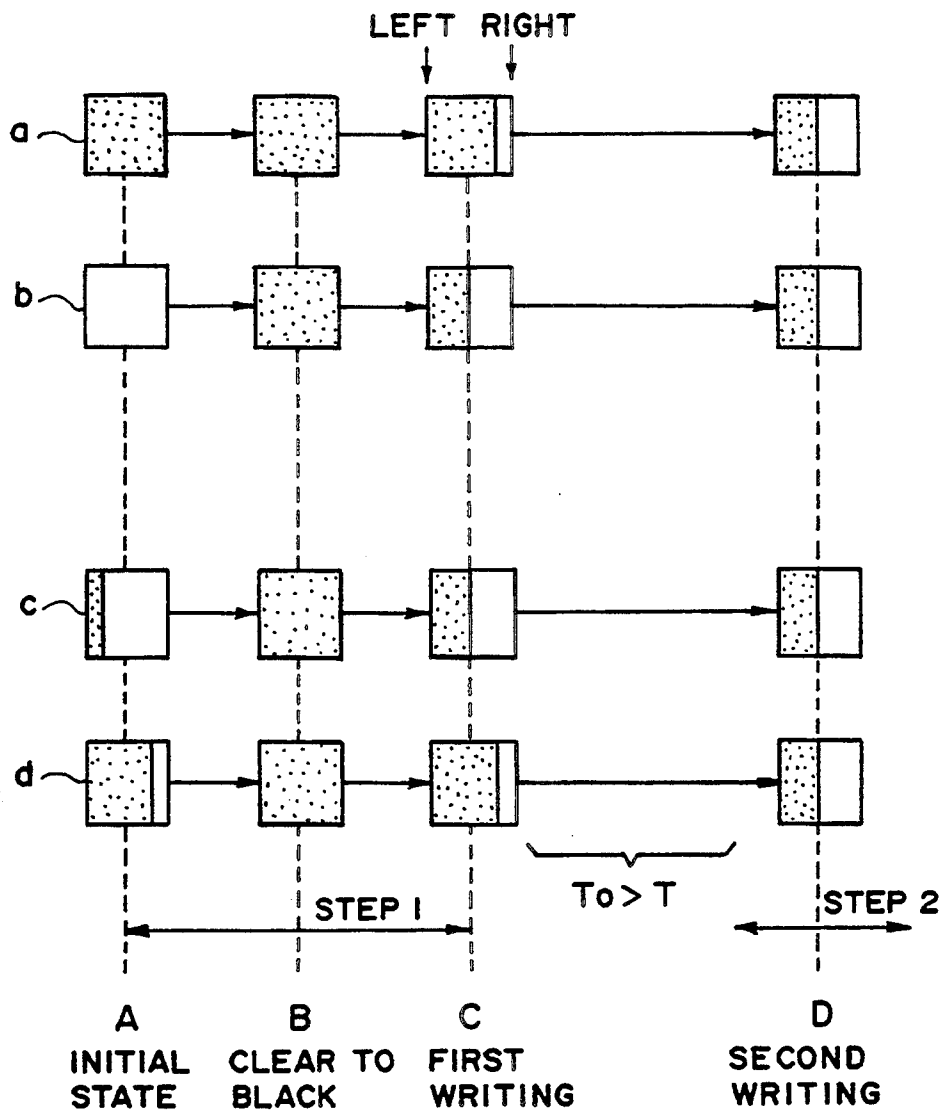 LEFT RIGHT
a
b
c
d
To > T
STEP 1
STEP 2
A
B
C
D
INITIAL
STATE
CLEAR TO
BLACK
FIRST
WRITING
SECOND
WRITING